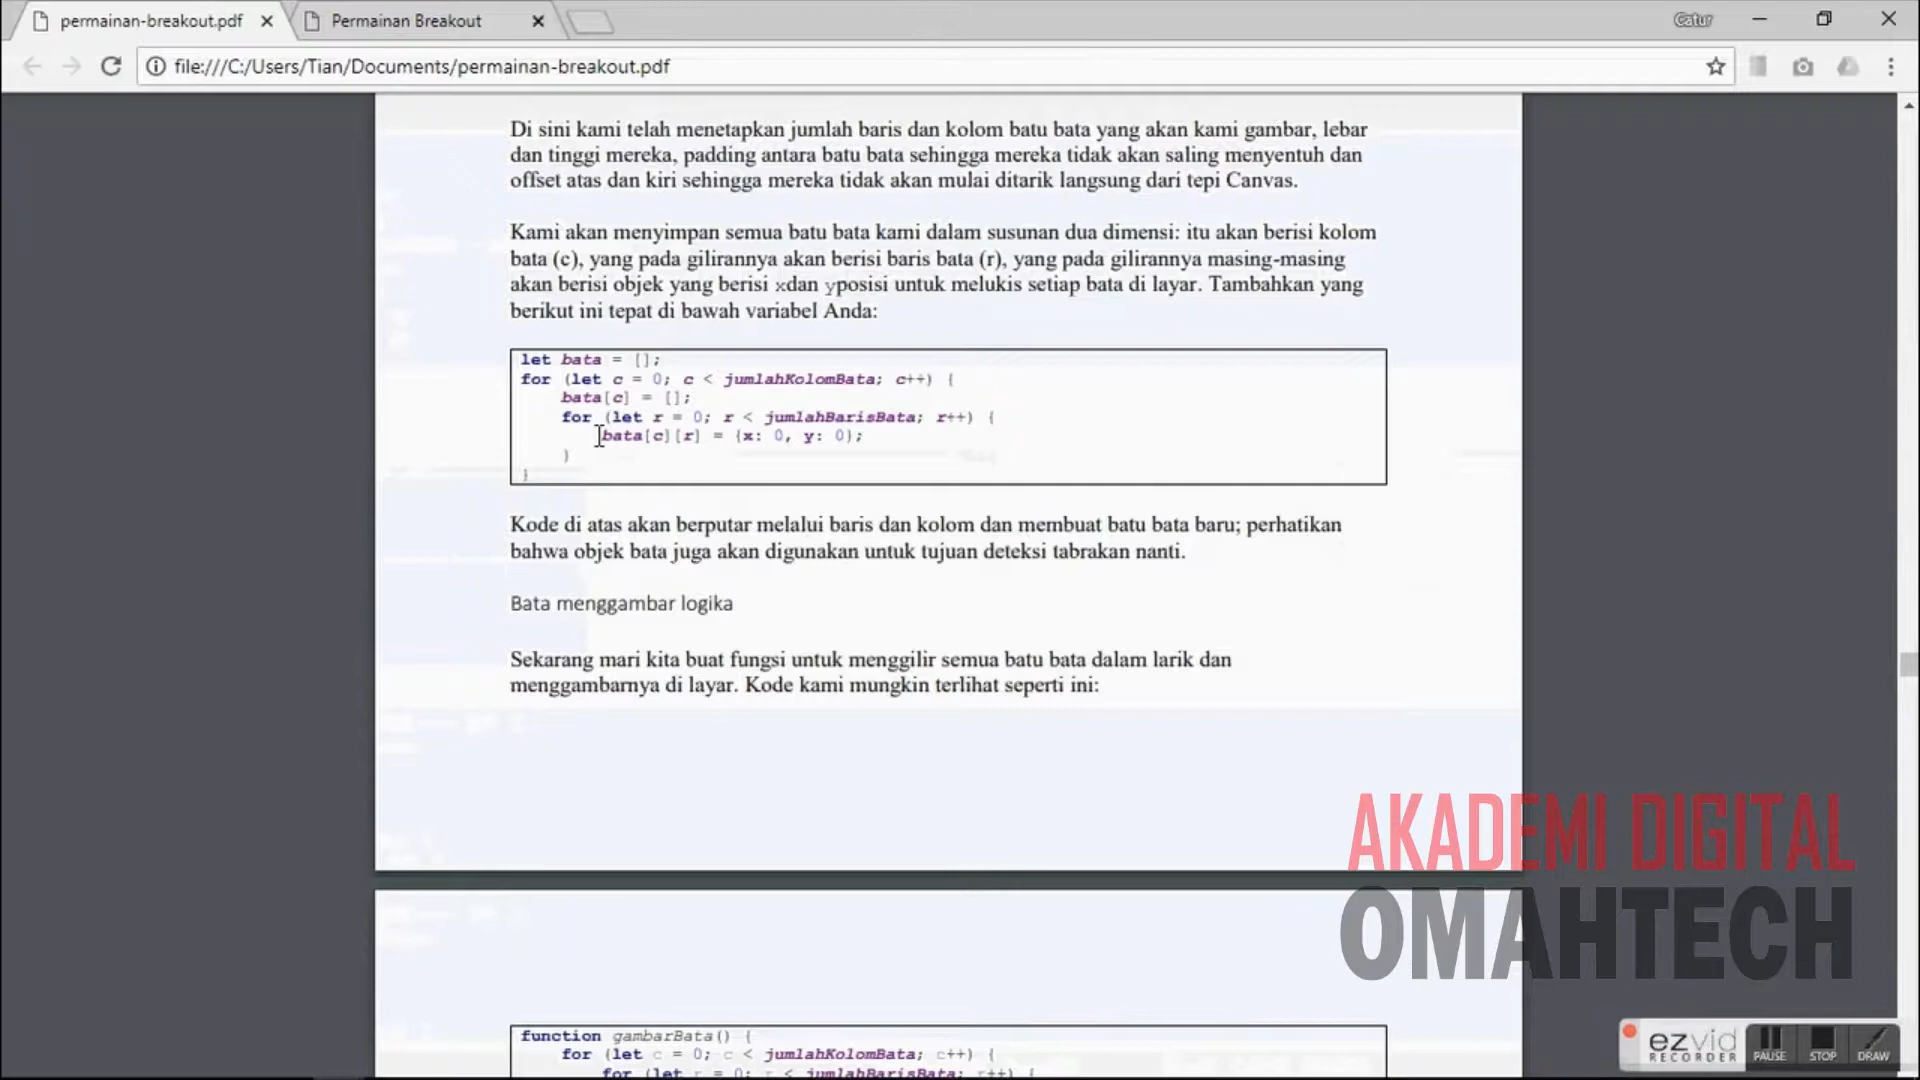 permainan-breakout.pdf
Permainan Breakout
Catur
file:///C:/Users/Tian/Documents/permainan-breakout.pdf
Di sini kami telah menetapkan jumlah baris dan kolom batu bata yang akan kami gambar, lebar
dan tinggi mereka, padding antara batu bata sehingga mereka tidak akan saling menyentuh dan
offset atas dan kiri sehingga mereka tidak akan mulai ditarik langsung dari tepi Canvas.
Kami akan menyimpan semua batu bata kami dalam susunan dua dimensi: itu akan berisi kolom
bata (c), yang pada gilirannya akan berisi baris bata (r), yang pada gilirannya masing-masing
akan berisi objek yang berisi xdan yposisi untuk melukis setiap bata di layar. Tambahkan yang
berikut ini tepat di bawah variabel Anda:
let bata = [];
for (let c = 0; c < jumlahKolomBata; c++) {
bata[c] = [];
for (let r = 0; r < jumlahBarisBata; r++) {
bata[c][r] = {x: 0, y: 0};
}
}
Kode di atas akan berputar melalui baris dan kolom dan membuat batu bata baru; perhatikan
bahwa objek bata juga akan digunakan untuk tujuan deteksi tabrakan nanti.
Bata menggambar logika
Sekarang mari kita buat fungsi untuk menggilir semua batu bata dalam larik dan
menggambarnya di layar. Kode kami mungkin terlihat seperti ini:
AKADEMI DIGITAL
OMAHTECH
function gambarBata() {
for (let c = 0; c < jumlahKolomBata; c++) {
for (let r = 0; r < jumlahBarisBata; r++) {
ezvid
RECORDER
PAUSE
STOP
DRAW